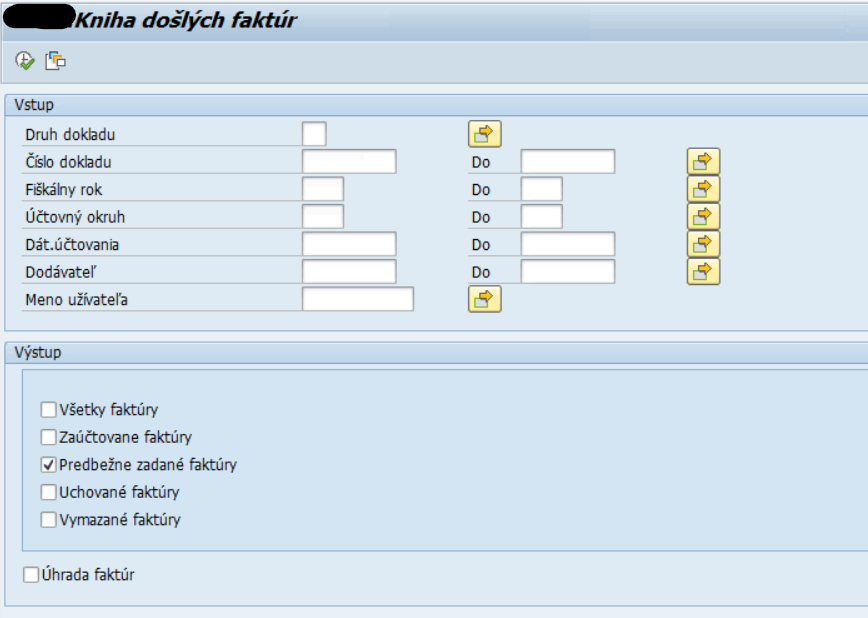 Kniha došlých faktúr
Vstup
Druh dokladu
Číslo dokladu Do
Fiškálny rok Do
Účtovný okruh Do
Dát.účtovania Do
Dodávateľ Do
Meno užívateľa
Výstup
Všetky faktúry
Zaúčtovane faktúry
Predbežne zadané faktúry
Uchované faktúry
Vymazané faktúry
Úhrada faktúr